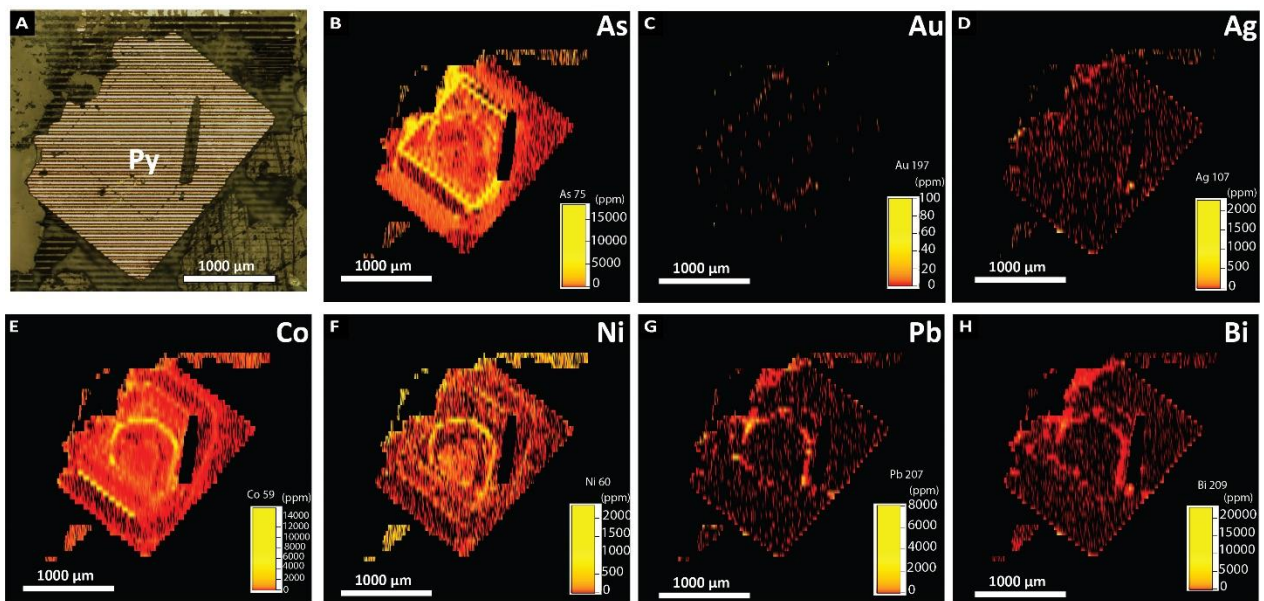 A
Py
1000 µm
B
As
As 75
(ppm)
15000
10000
5000
0
1000 µm
C
Au
Au 197
(ppm)
100
80
60
40
20
0
1000 µm
D
Ag
Ag 107
(ppm)
2000
1500
1000
500
0
1000 µm
E
Co
Co 59
(ppm)
14000
12000
10000
8000
6000
4000
2000
0
1000 µm
F
Ni
Ni 60
(ppm)
2000
1500
1000
500
0
1000 µm
G
Pb
Pb 207
(ppm)
8000
6000
4000
2000
0
1000 µm
H
Bi
Bi 209
(ppm)
20000
15000
10000
5000
0
1000 µm